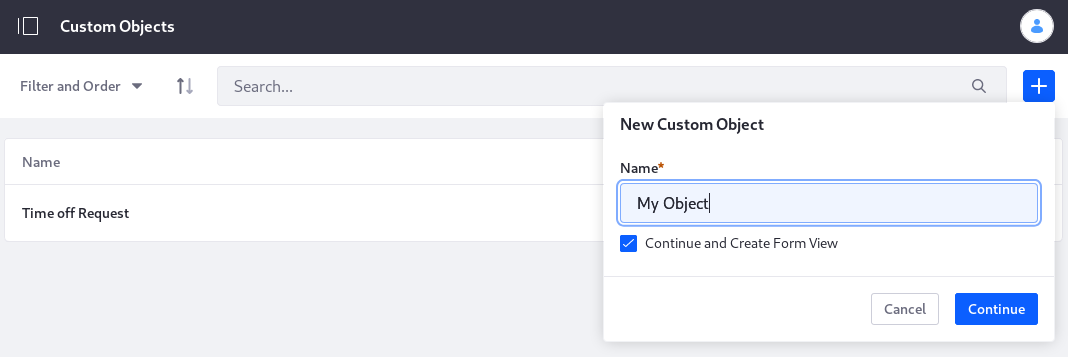 Custom Objects
Filter and Order
Search...
New Custom Object
Name*
My Object
Continue and Create Form View
Cancel Continue
Name
Time off Request